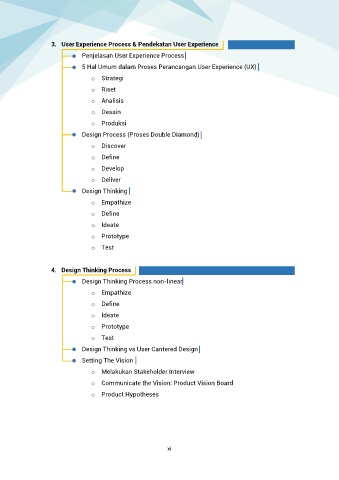 3. User Experience Process & Pendekatan User Experience
Penjelasan User Experience Process
5 Hal Umum dalam Proses Perancangan User Experience (UX)
o Strategi
o Riset
o Analisis
o Desain
o Produksi
Design Process (Proses Double Diamond)
o Discover
o Define
o Develop
o Deliver
Design Thinking
o Empathize
o Define
o Ideate
o Prototype
o Test
4. Design Thinking Process
Design Thinking Process non-linear
o Empathize
o Define
o Ideate
o Prototype
o Test
Design Thinking vs User Cantered Design
Setting The Vision
o Melakukan Stakeholder Interview
o Communicate the Vision: Product Vision Board
o Product Hypotheses
xi